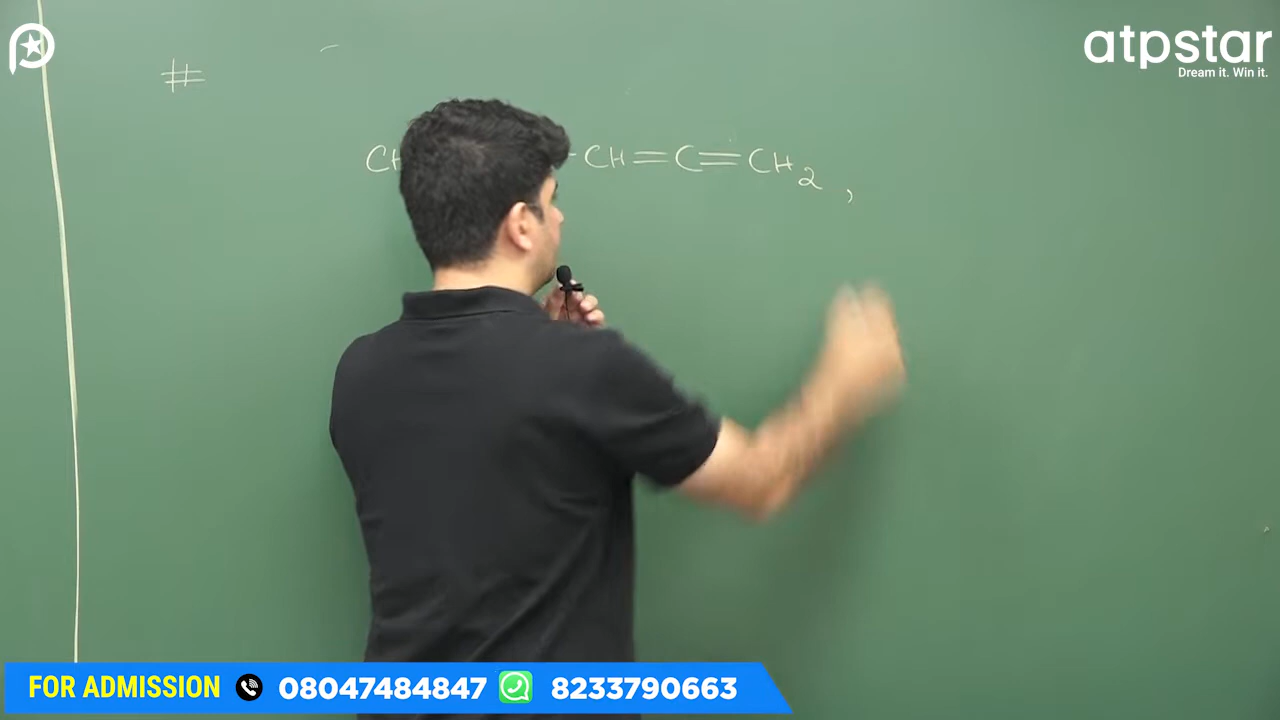 atpstar
Dream it. Win it.
#
CH
-CH=C=CH2 ,
FOR ADMISSION 08047484847 8233790663